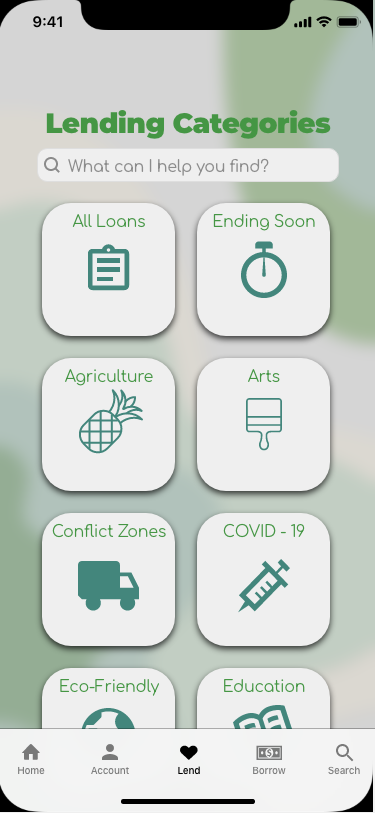 9:41
Lending Categories
What can I help you find?
All Loans
Ending Soon
Agriculture
Arts
Conflict Zones
COVID - 19
Eco-Friendly
Education
Home
Account
Lend
Borrow
Search